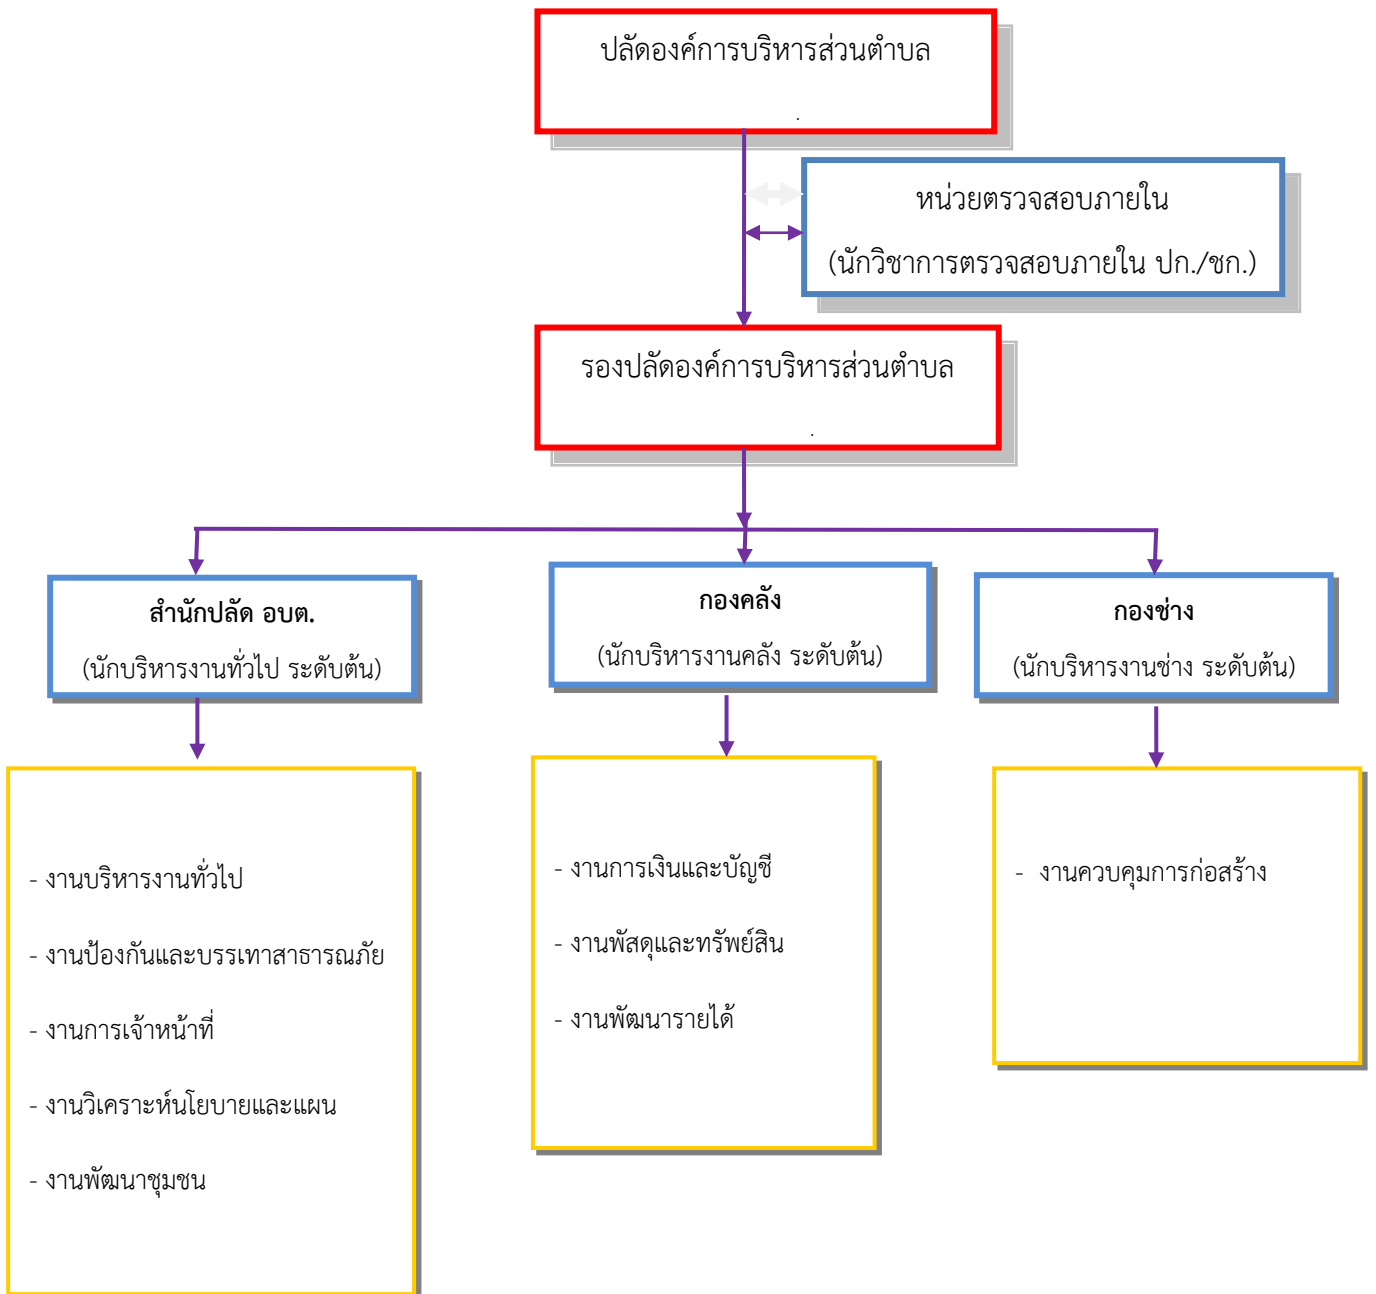 ปลัดองค์การบริหารส่วนตำบล
.
หน่วยตรวจสอบภายใน
(นักวิชาการตรวจสอบภายใน ปก./ชก.)
รองปลัดองค์การบริหารส่วนตำบล
.
สำนักปลัด อบต.
(นักบริหารงานทั่วไป ระดับต้น)
กองคลัง
(นักบริหารงานคลัง ระดับต้น)
กองช่าง
(นักบริหารงานช่าง ระดับต้น)
- งานบริหารงานทั่วไป
- งานป้องกันและบรรเทาสาธารณภัย
- งานการเจ้าหน้าที่
- งานวิเคราะห์นโยบายและแผน
- งานพัฒนาชุมชน
- งานการเงินและบัญชี
- งานพัสดุและทรัพย์สิน
- งานพัฒนารายได้
- งานควบคุมการก่อสร้าง